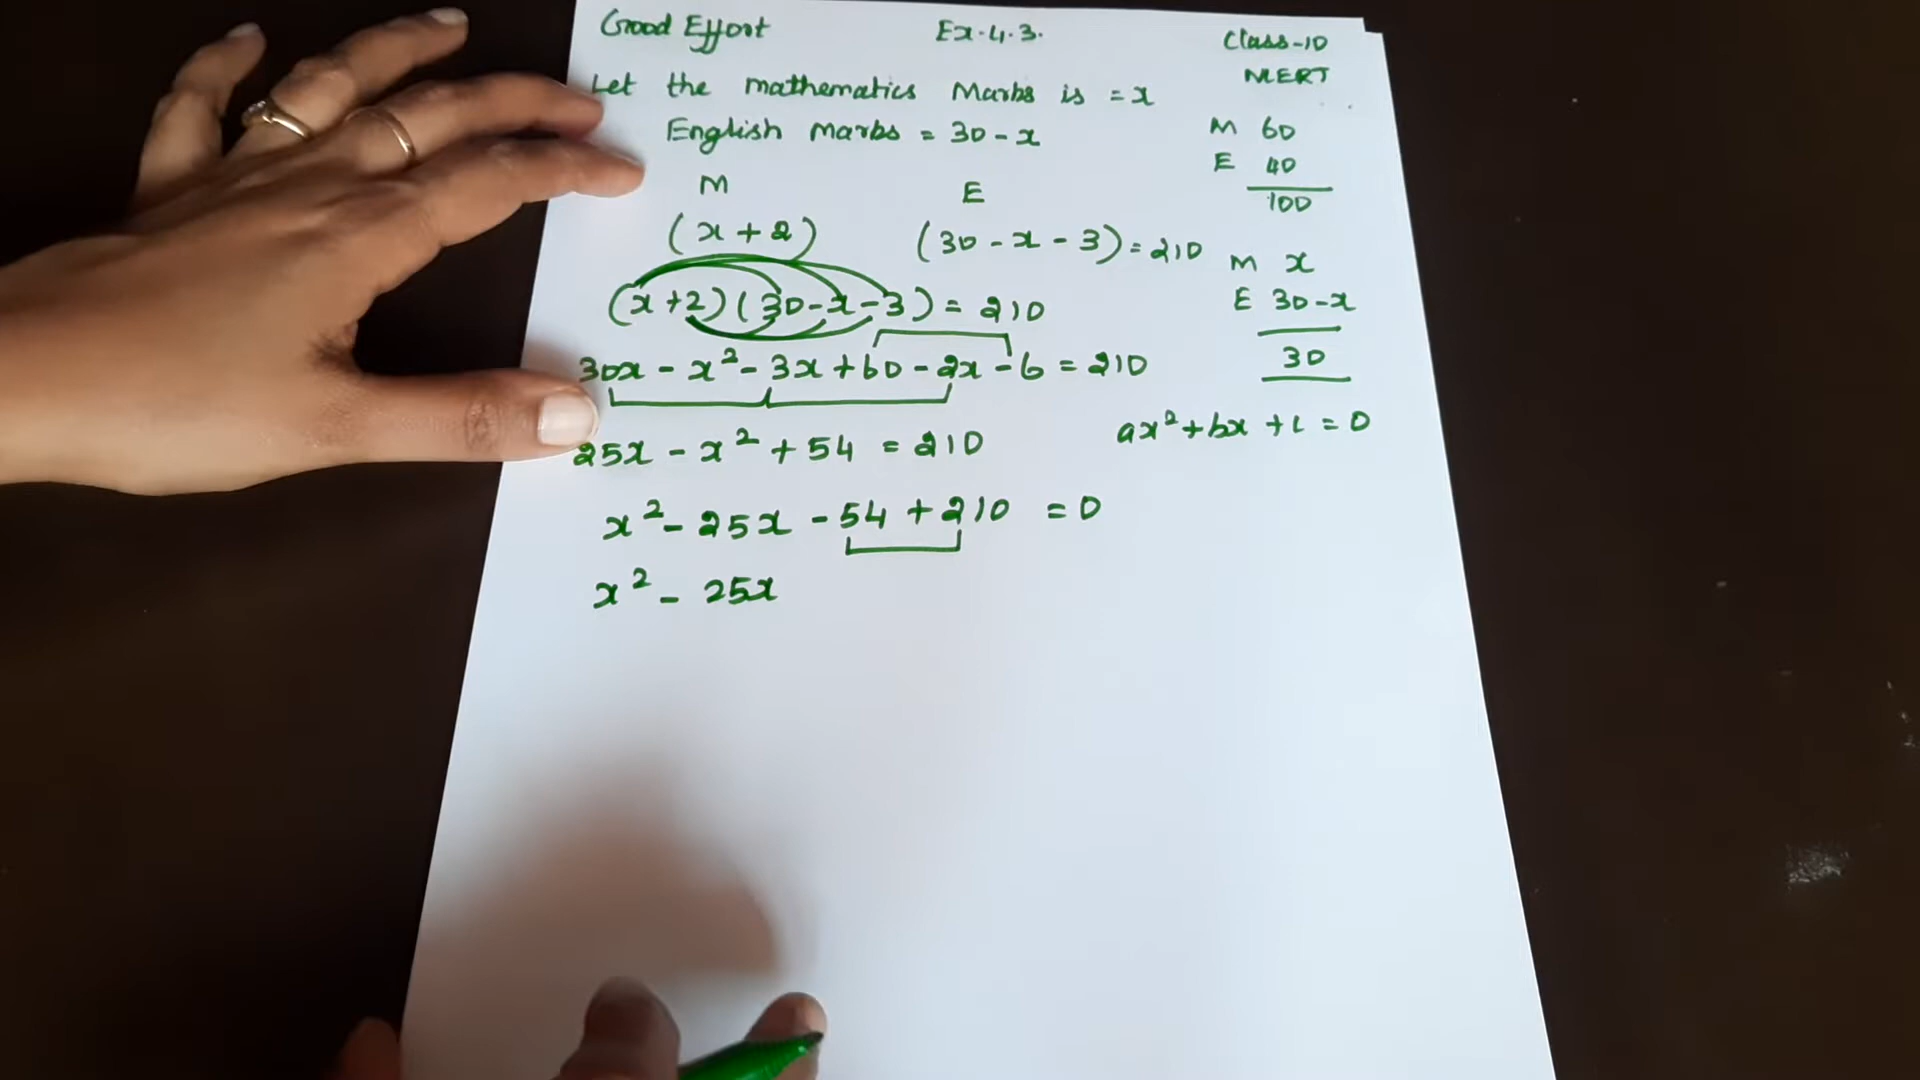 Good Effort Ex.4.3. Class-10
NCERT
Let the mathematics Marks is = x
English marks = 30 - x
M 60
E 40
100
M E
(x + 2) (30 - x - 3) = 210
M x
E 30-x
30
(x+2)(30-x-3) = 210
30x - x² - 3x + 60 - 2x - 6 = 210
ax² + bx + c = 0
25x - x² + 54 = 210
x² - 25x - 54 + 210 = 0
x² - 25x